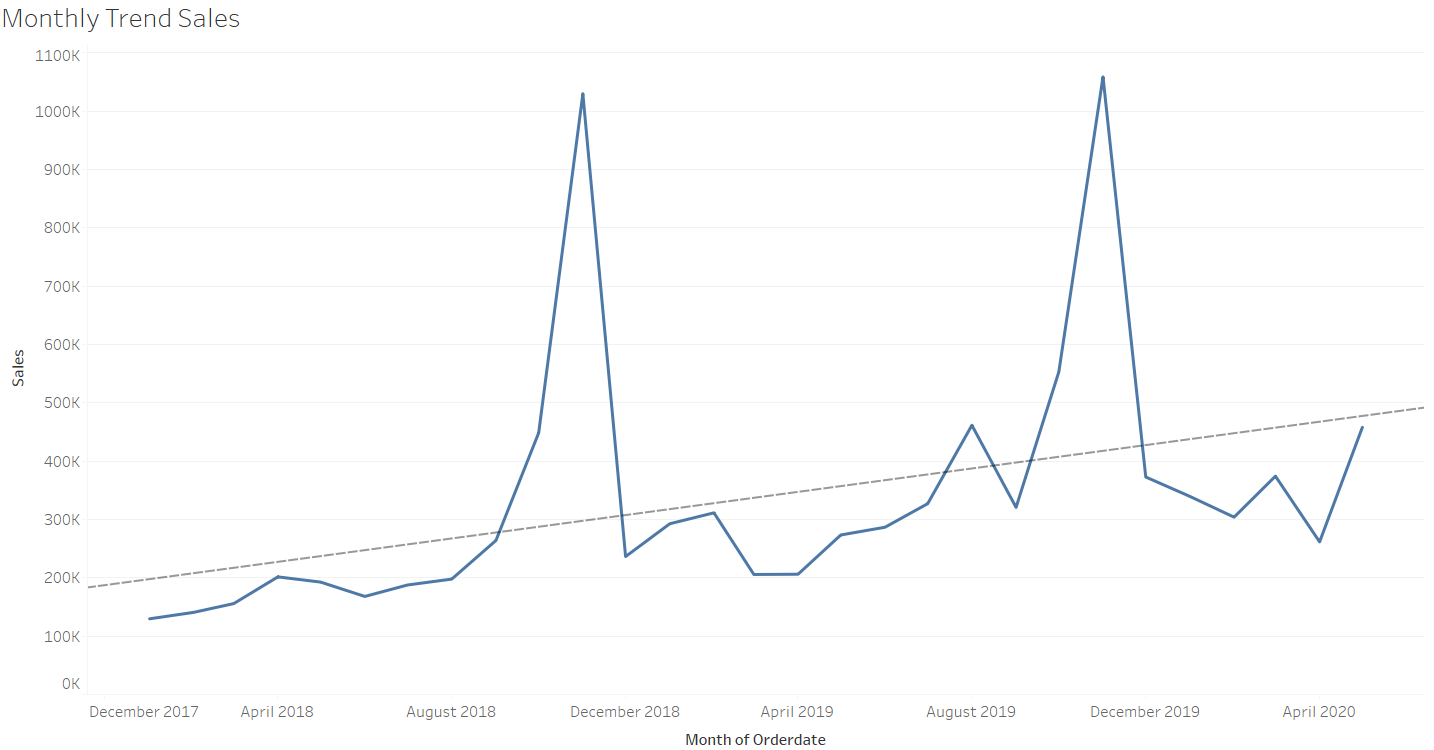 Monthly Trend Sales
1100K
1000K
900K
800K
700K
600K
500K
400K
300K
200K
100K
0K
Sales
December 2017 April 2018 August 2018 December 2018 April 2019 August 2019 December 2019 April 2020
Month of Orderdate